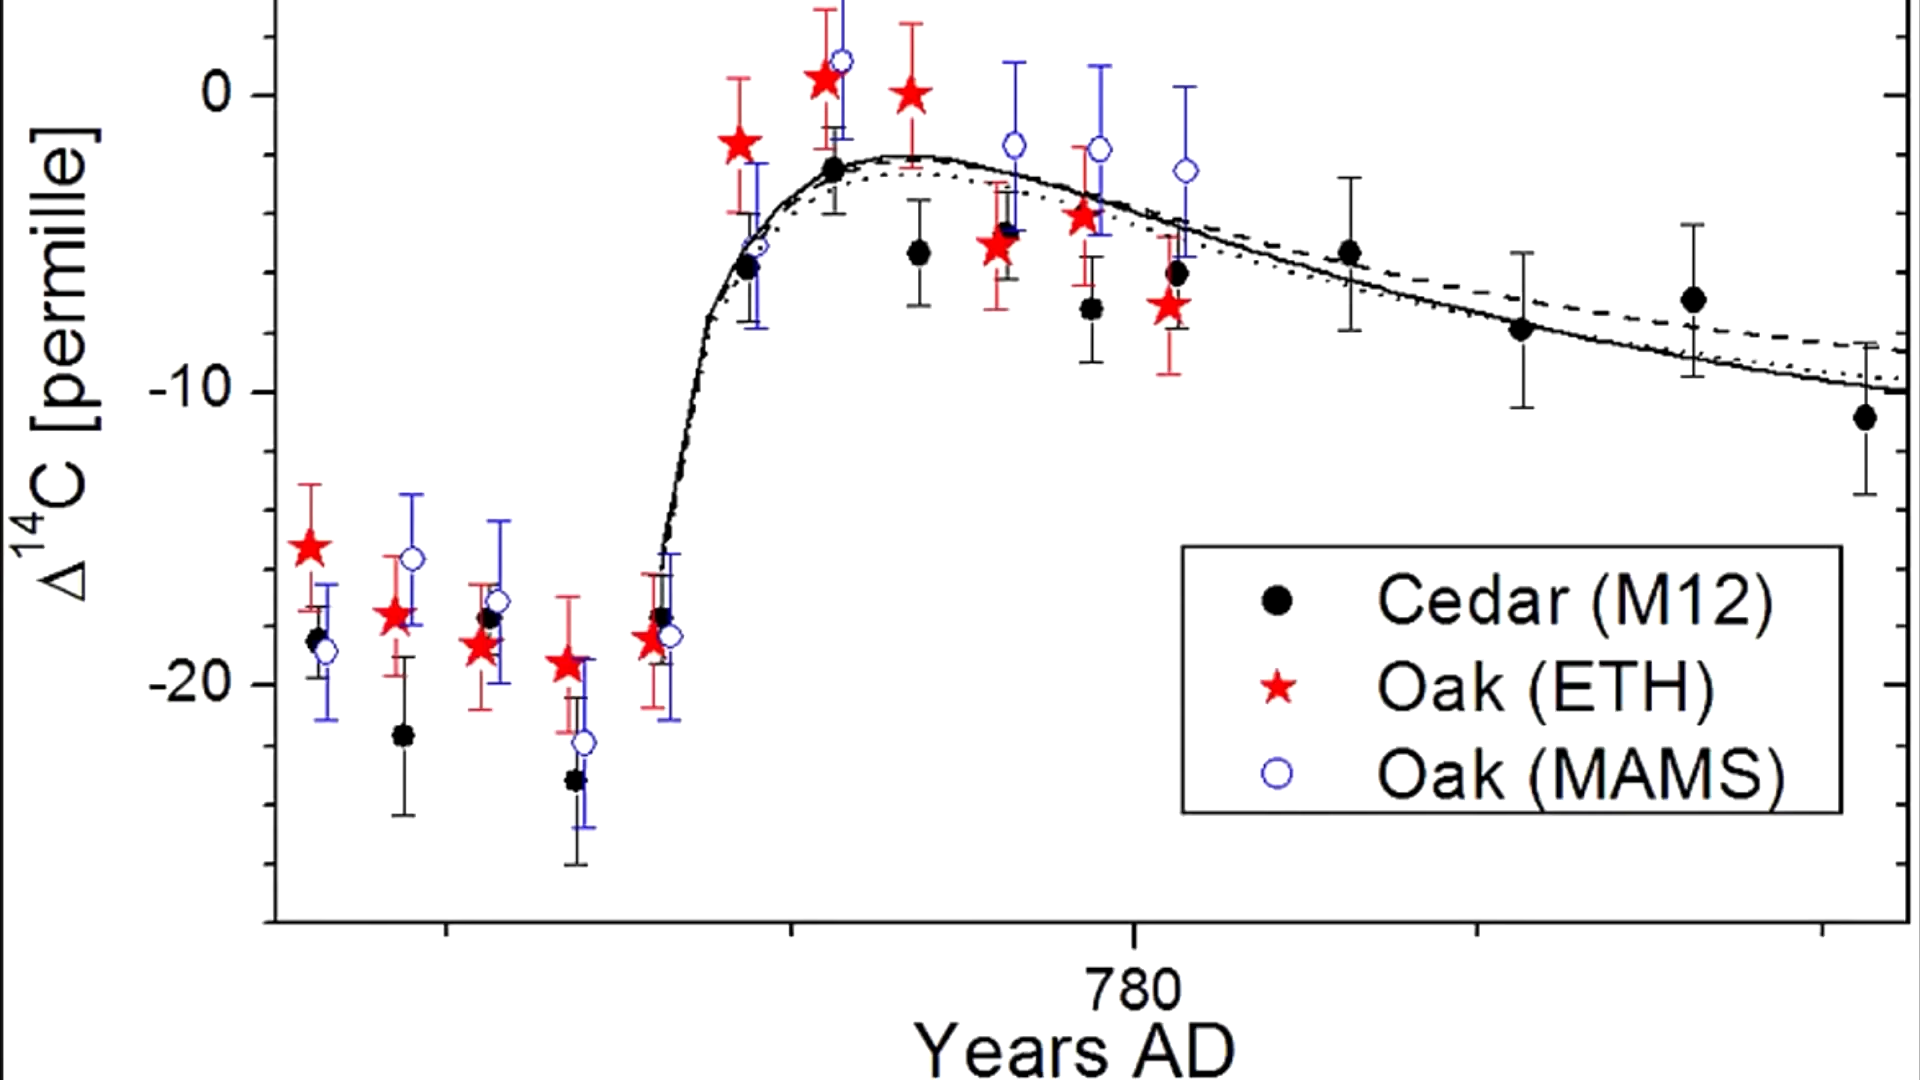 0
-10
-20
Δ¹⁴C [permille]
Cedar (M12)
Oak (ETH)
Oak (MAMS)
780
Years AD